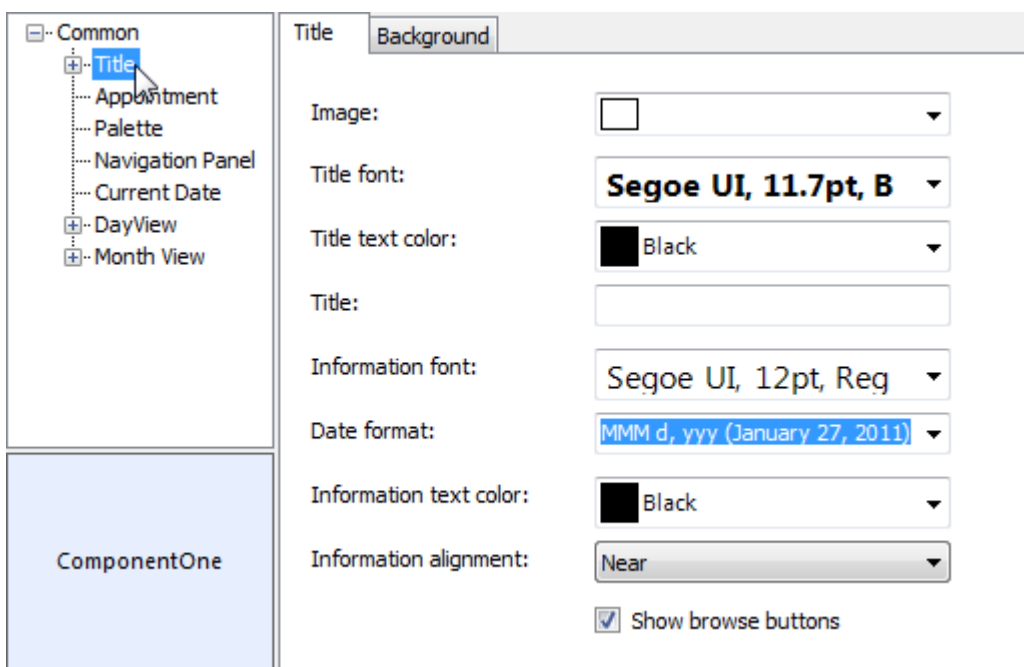 Common
Title
Appointment
Palette
Navigation Panel
Current Date
DayView
Month View
ComponentOne
Title
Background
Image:
Title font:
Segoe UI, 11.7pt, B
Title text color:
Black
Title:
Information font:
Segoe UI, 12pt, Reg
Date format:
MMM d, yyy (January 27, 2011)
Information text color:
Black
Information alignment:
Near
Show browse buttons